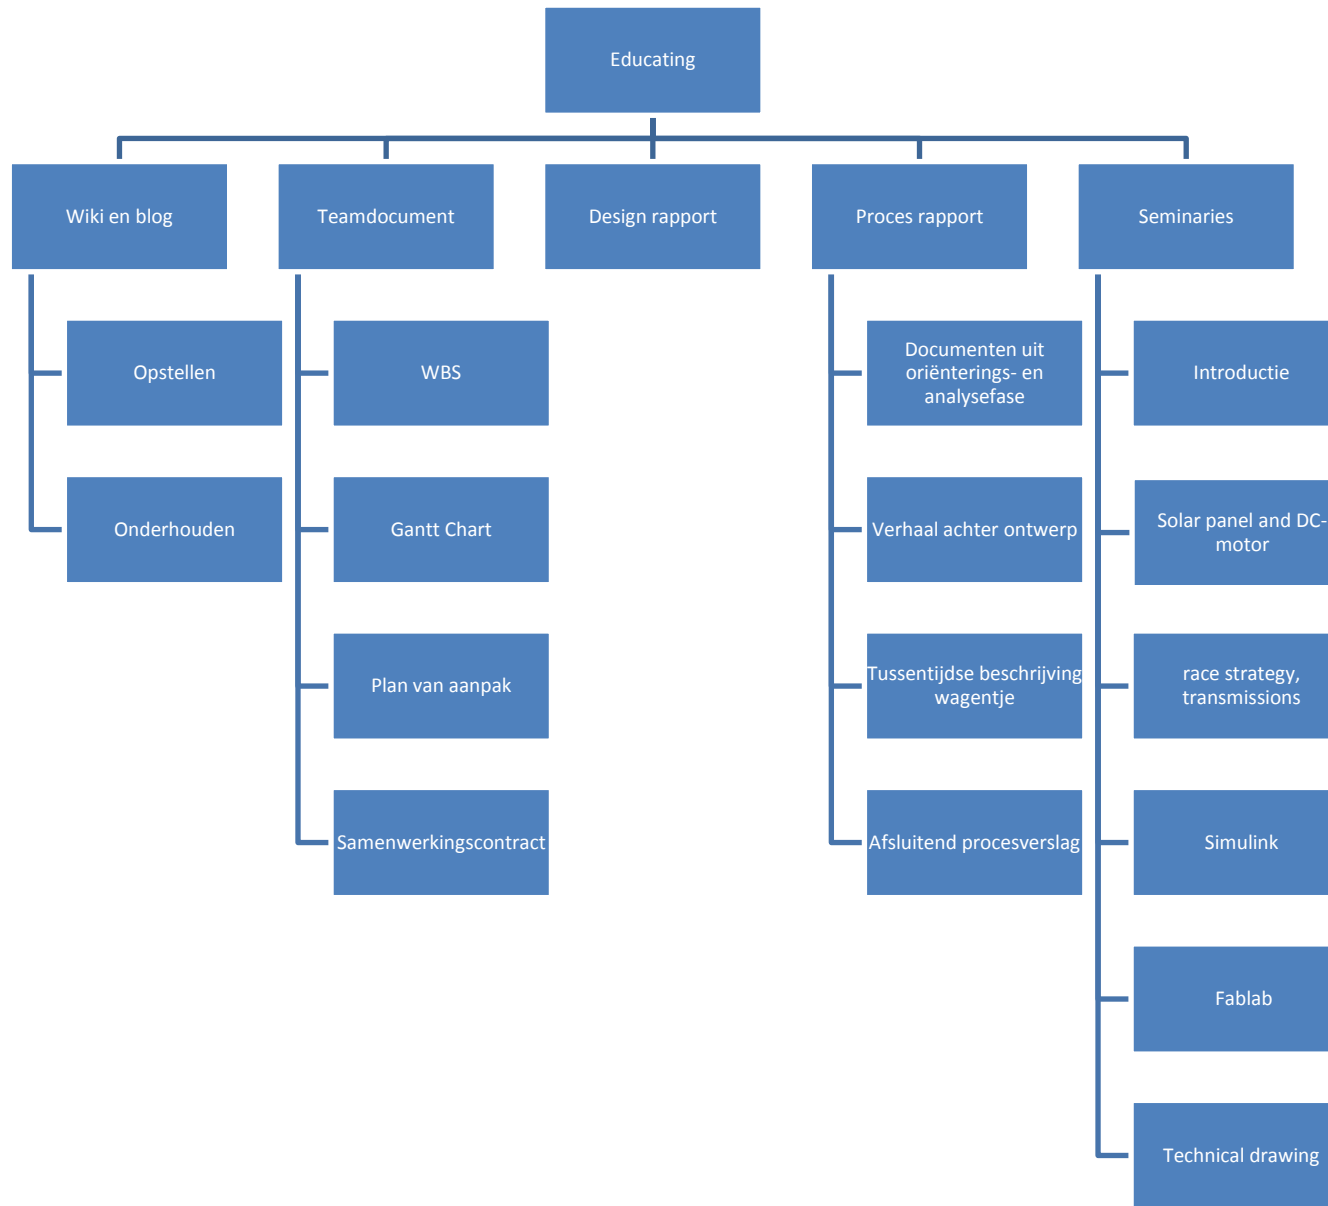 Educating
Wiki en blog
Teamdocument
Design rapport
Proces rapport
Seminaries
Opstellen
Onderhouden
WBS
Gantt Chart
Plan van aanpak
Samenwerkingscontract
Documenten uit
oriënterings- en
analysefase
Verhaal achter ontwerp
Tussentijdse beschrijving
wagentje
Afsluitend procesverslag
Introductie
Solar panel and DC-
motor
race strategy,
transmissions
Simulink
Fablab
Technical drawing